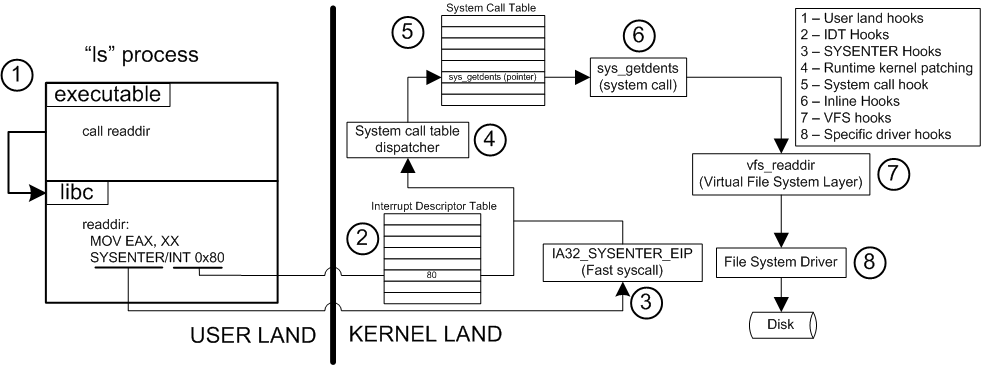 System Call Table
5
sys_getdents (pointer)
6
sys_getdents
(system call)
1 – User land hooks
2 – IDT Hooks
3 – SYSENTER Hooks
4 – Runtime kernel patching
5 – System call hook
6 – Inline Hooks
7 – VFS hooks
8 – Specific driver hooks
“ls” process
1
executable
call readdir
libc
readdir:
MOV EAX, XX
SYSENTER/INT 0x80
System call table
dispatcher
4
vfs_readdir
(Virtual File System Layer)
7
Interrupt Descriptor Table
2
80
IA32_SYSENTER_EIP
(Fast syscall)
3
File System Driver
8
Disk
USER LAND
KERNEL LAND